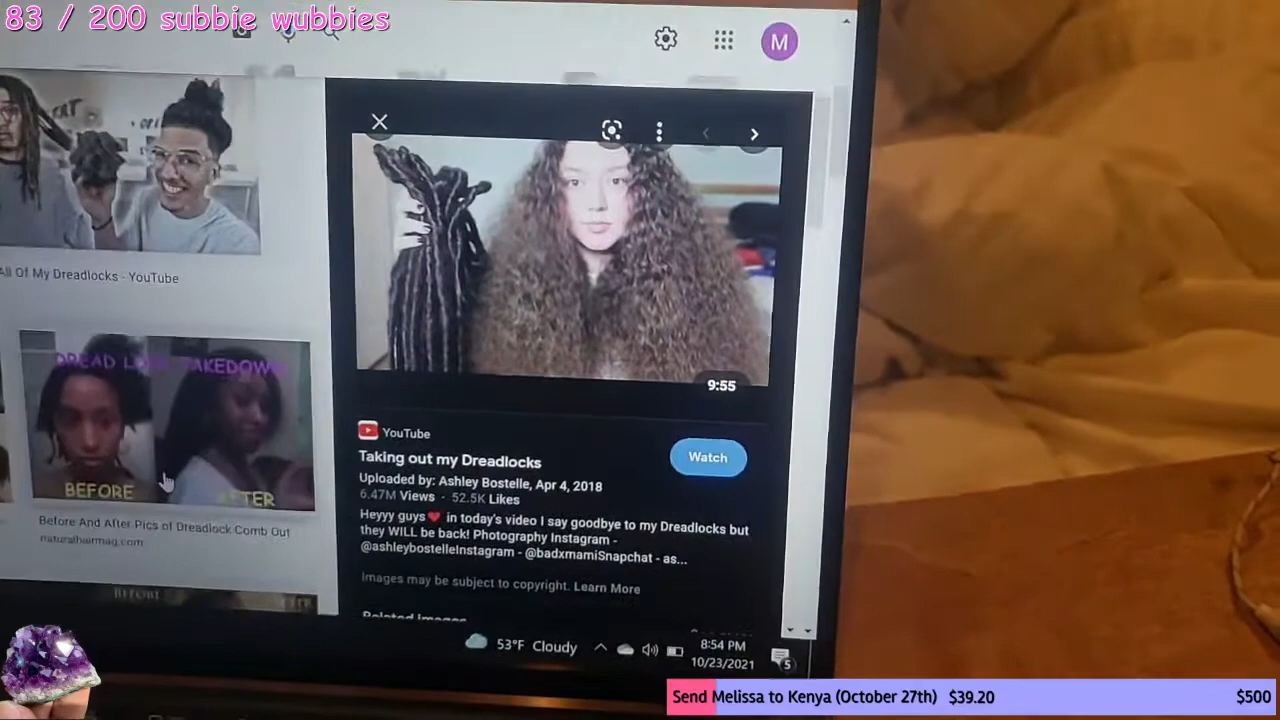 83 / 200 subbie wubbies
M
All Of My Dreadlocks - YouTube
BEFORE
Before And After Pics of Dreadlock Comb Out
naturalhairmag.com
BEFORE
9:55
YouTube
Taking out my Dreadlocks
Watch
Uploaded by: Ashley Bostelle, Apr 4, 2018
6.47M Views · 52.5K Likes
Heyyy guys❤️ in today's video I say goodbye to my Dreadlocks but
they WILL be back! Photography Instagram -
@ashleybostelleInstagram - @badxmamiSnapchat - as...
Images may be subject to copyright. Learn More
Related Images
53°F Cloudy
8:54 PM
10/23/2021
5
Send Melissa to Kenya (October 27th) $39.20 $500